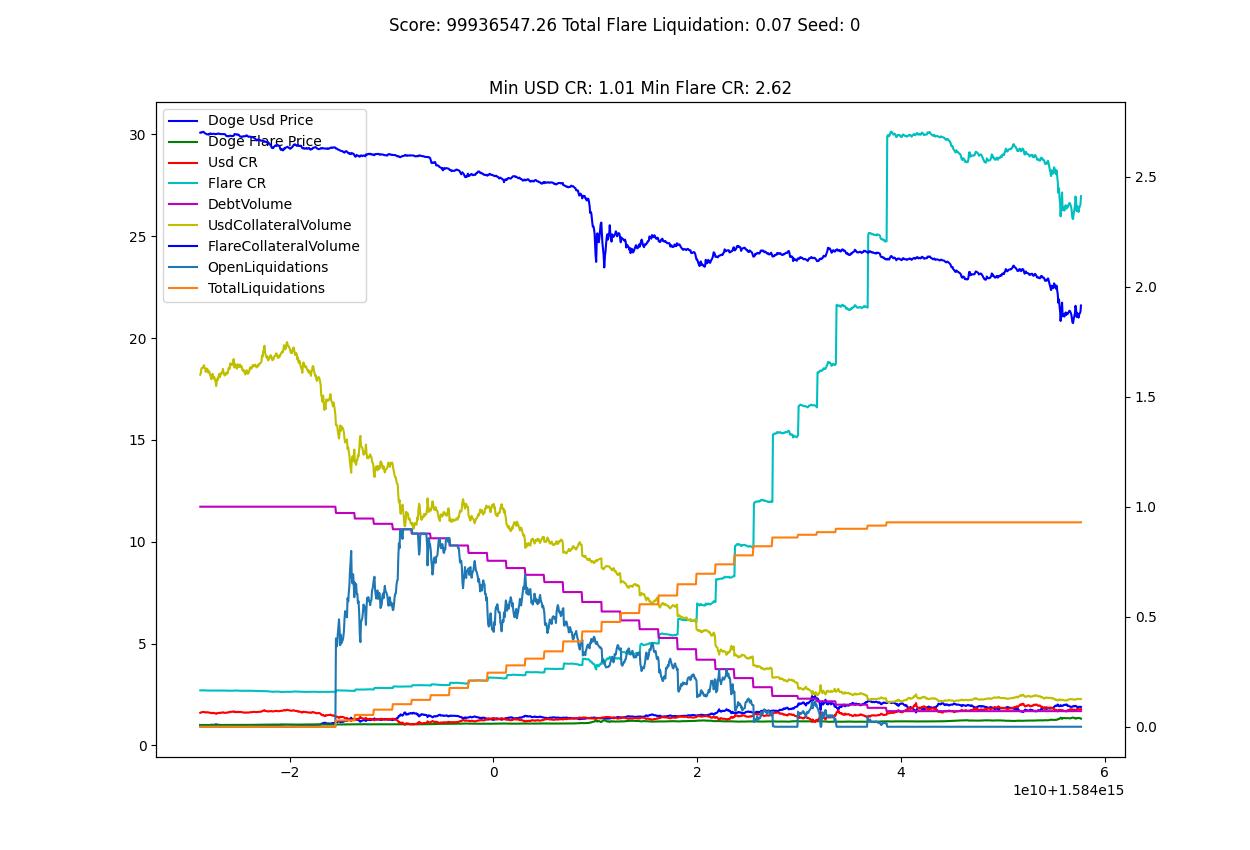 Score: 99936547.26 Total Flare Liquidation: 0.07 Seed: 0
Min USD CR: 1.01 Min Flare CR: 2.62
Doge Usd Price
Doge Flare Price
Usd CR
Flare CR
DebtVolume
UsdCollateralVolume
FlareCollateralVolume
OpenLiquidations
TotalLiquidations
30
25
20
15
10
5
0
2.5
2.0
1.5
1.0
0.5
0.0
−2
0
2
4
6
1e10+1.584e15